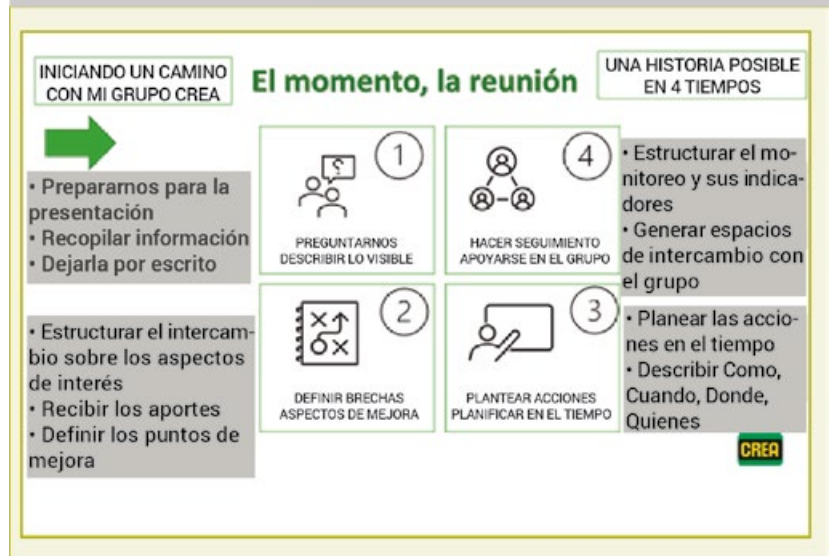 INICIANDO UN CAMINO
CON MI GRUPO CREA
El momento, la reunión
UNA HISTORIA POSIBLE
EN 4 TIEMPOS
• Prepararnos para la
presentación
• Recopilar información
• Dejarla por escrito
1
?
PREGUNTARNOS
DESCRIBIR LO VISIBLE
4
HACER SEGUIMIENTO
APOYARSE EN EL GRUPO
• Estructurar el mo-
nitoreo y sus indica-
dores
• Generar espacios
de intercambio con
el grupo
• Estructurar el intercam-
bio sobre los aspectos
de interés
• Recibir los aportes
• Definir los puntos de
mejora
2
DEFINIR BRECHAS
ASPECTOS DE MEJORA
3
PLANTEAR ACCIONES
PLANIFICAR EN EL TIEMPO
• Planear las accio-
nes en el tiempo
• Describir Como,
Cuando, Donde,
Quienes
CREA